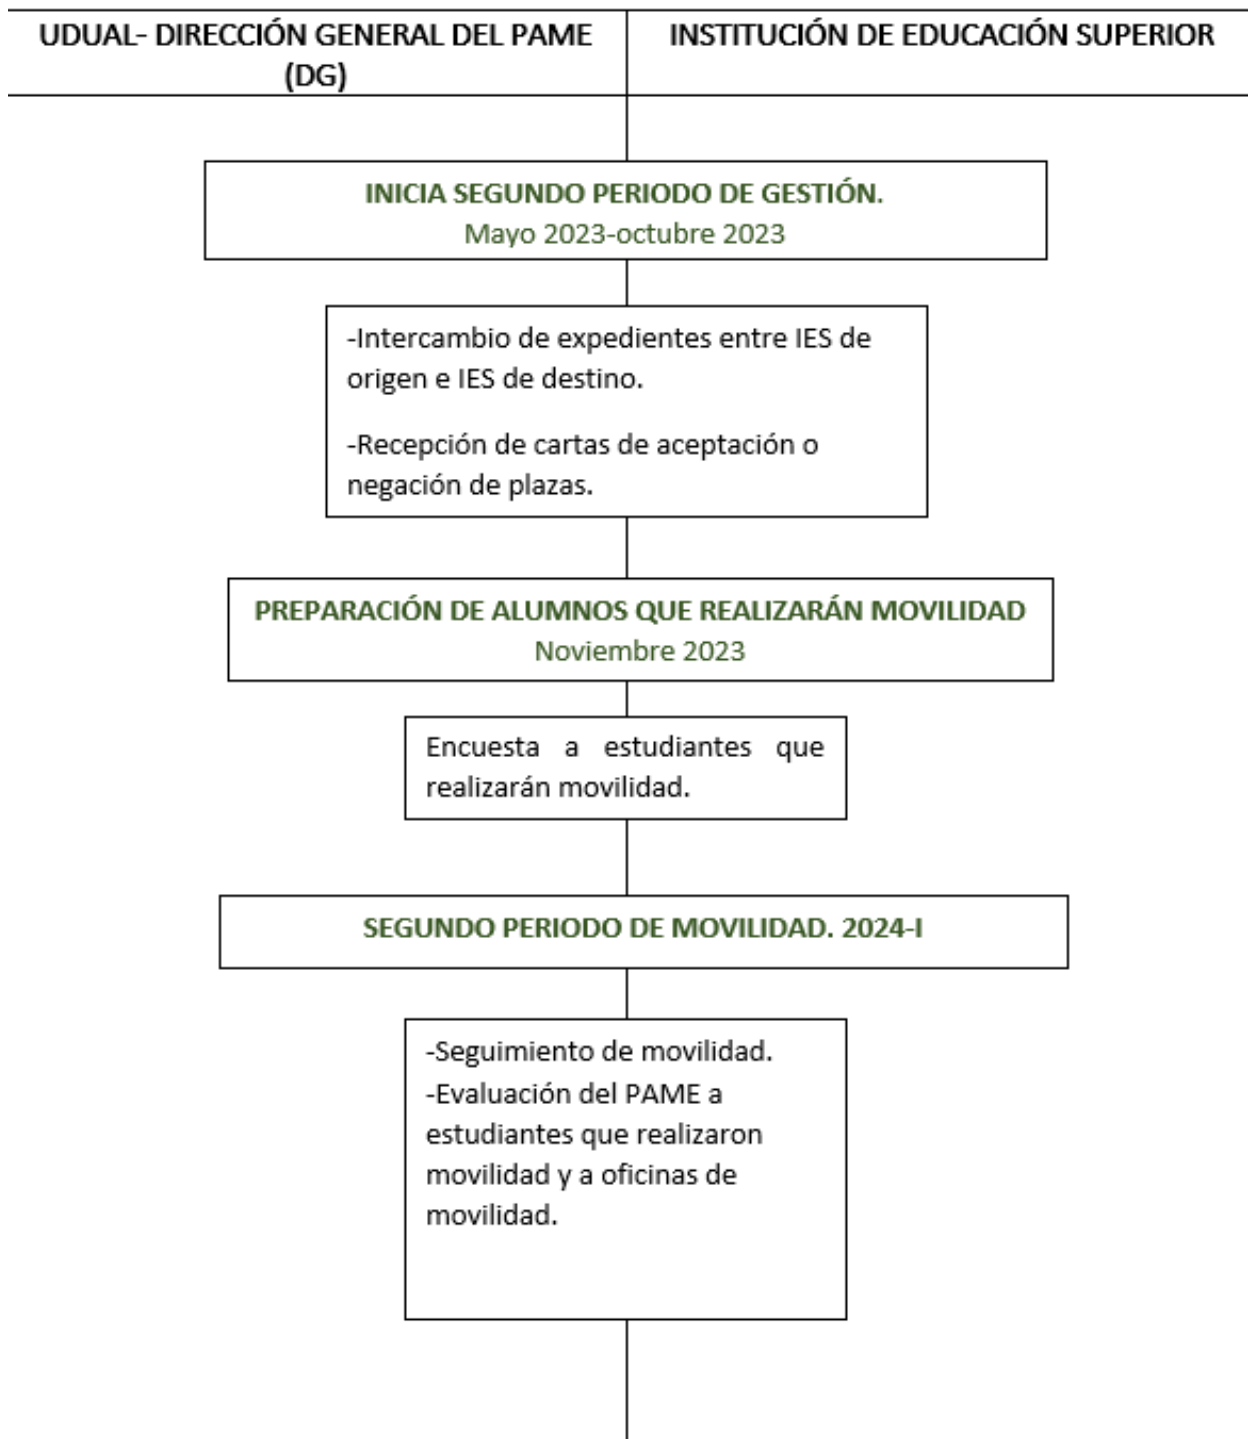 UDUAL- DIRECCIÓN GENERAL DEL PAME
(DG)
INSTITUCIÓN DE EDUCACIÓN SUPERIOR
INICIA SEGUNDO PERIODO DE GESTIÓN.
Mayo 2023-octubre 2023
-Intercambio de expedientes entre IES de
origen e IES de destino.
-Recepción de cartas de aceptación o
negación de plazas.
PREPARACIÓN DE ALUMNOS QUE REALIZARÁN MOVILIDAD
Noviembre 2023
Encuesta a estudiantes que
realizarán movilidad.
SEGUNDO PERIODO DE MOVILIDAD. 2024-I
-Seguimiento de movilidad.
-Evaluación del PAME a
estudiantes que realizaron
movilidad y a oficinas de
movilidad.